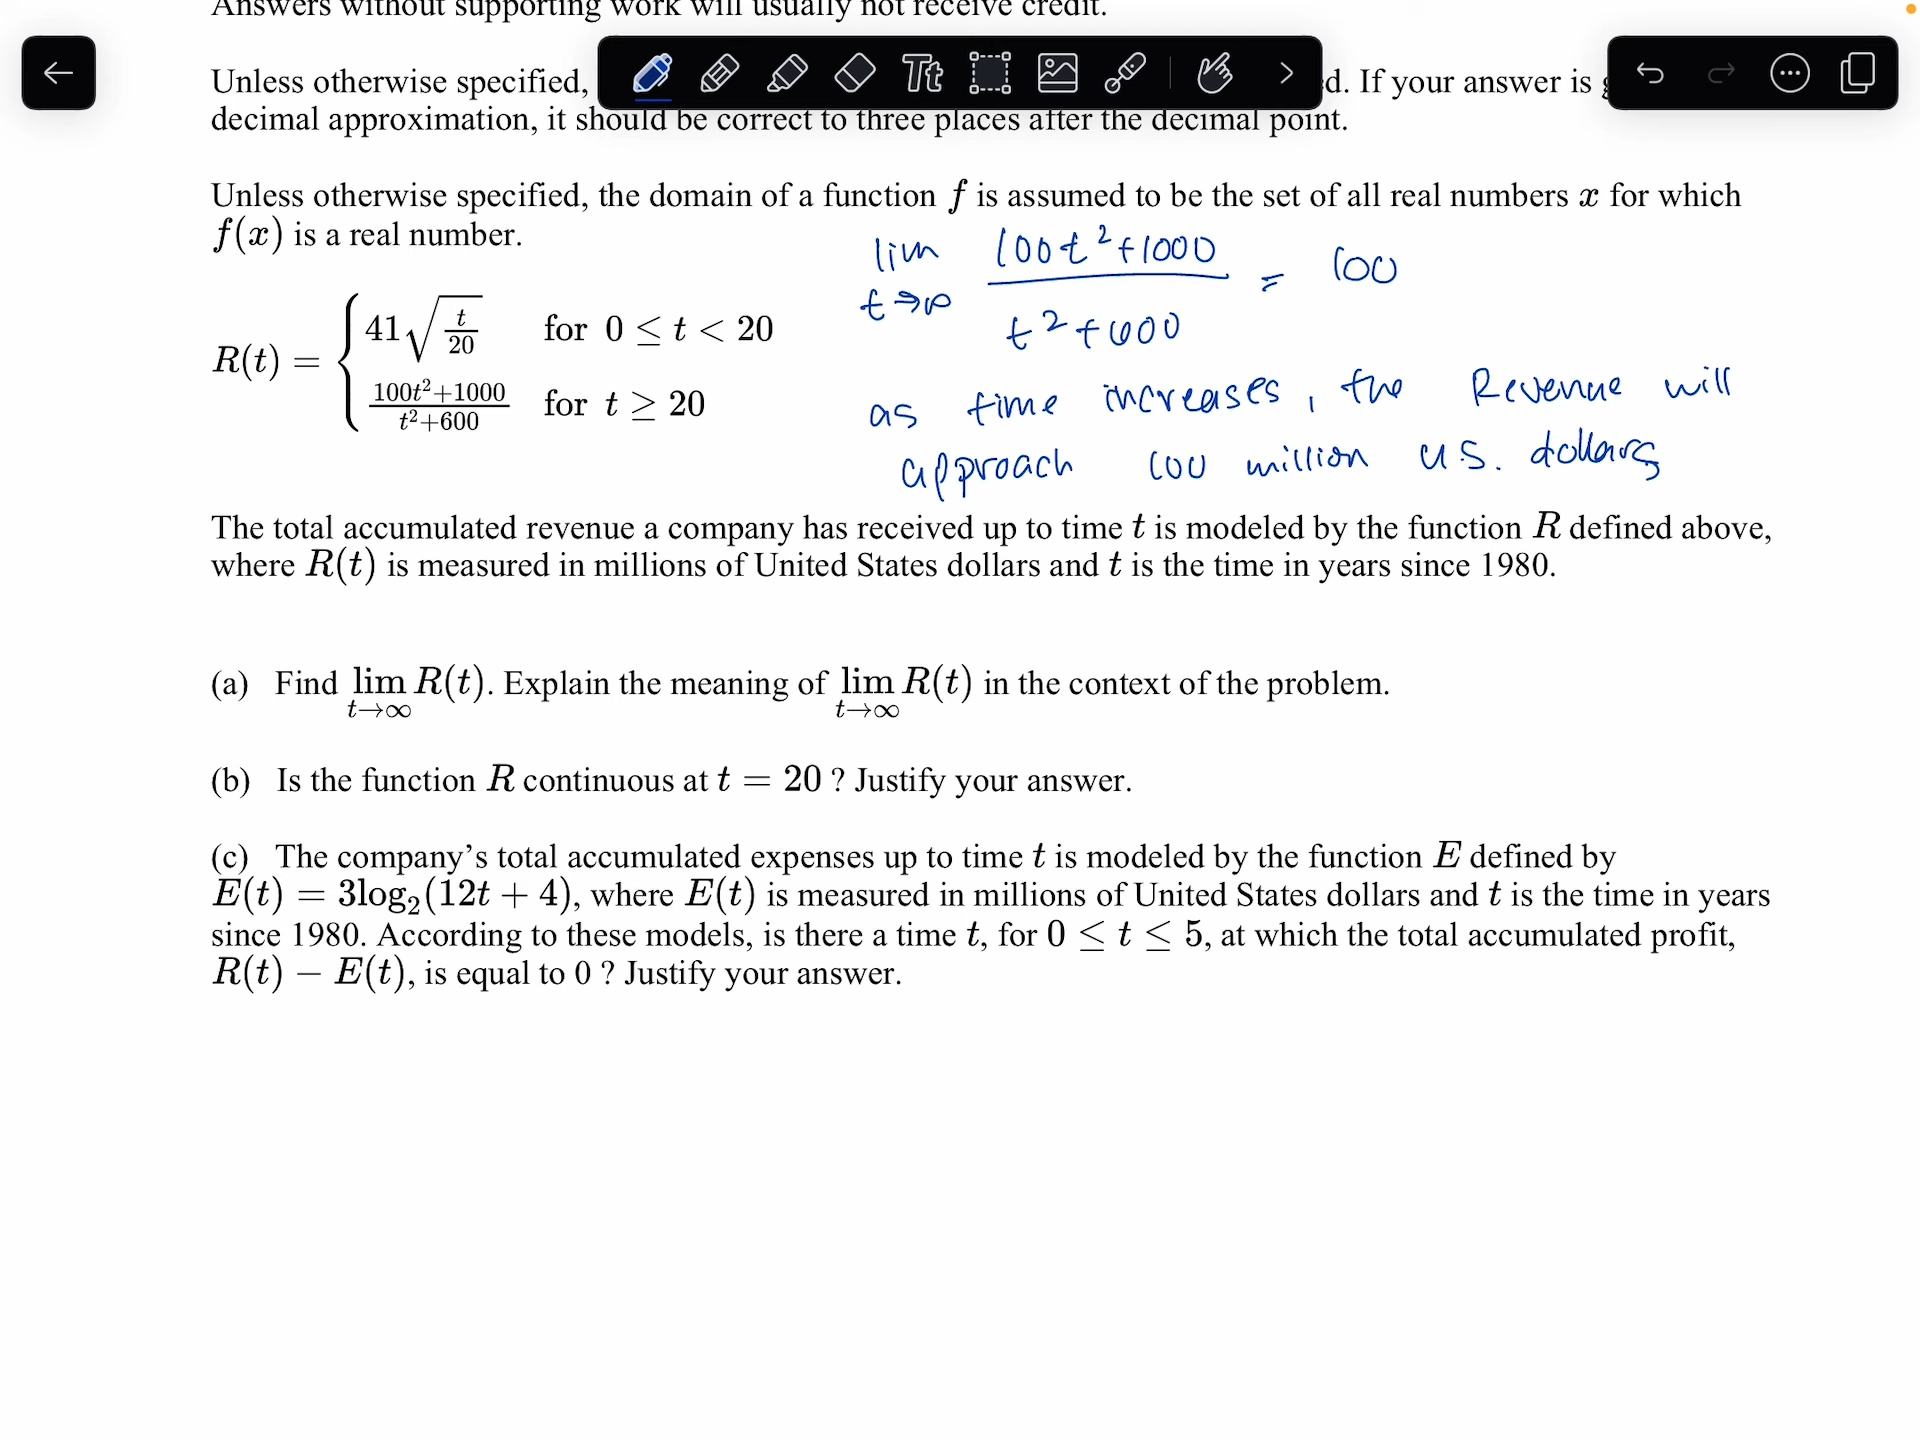 Answers without supporting work will usually not receive credit.
Tt
Unless otherwise specified, d. If your answer is
decimal approximation, it should be correct to three places after the decimal point.
Unless otherwise specified, the domain of a function f is assumed to be the set of all real numbers x for which
f(x) is a real number.
lim t→∞ (100t² + 1000)/(t² + 600) = 100
R(t) = { 41√(t/20) for 0 ≤ t < 20
(100t²+1000)/(t²+600) for t ≥ 20
as time increases, the Revenue will
approach 100 million U.S. dollars
The total accumulated revenue a company has received up to time t is modeled by the function R defined above,
where R(t) is measured in millions of United States dollars and t is the time in years since 1980.
(a) Find lim t→∞ R(t). Explain the meaning of lim t→∞ R(t) in the context of the problem.
(b) Is the function R continuous at t = 20 ? Justify your answer.
(c) The company’s total accumulated expenses up to time t is modeled by the function E defined by
E(t) = 3log₂(12t + 4), where E(t) is measured in millions of United States dollars and t is the time in years
since 1980. According to these models, is there a time t, for 0 ≤ t ≤ 5, at which the total accumulated profit,
R(t) − E(t), is equal to 0 ? Justify your answer.